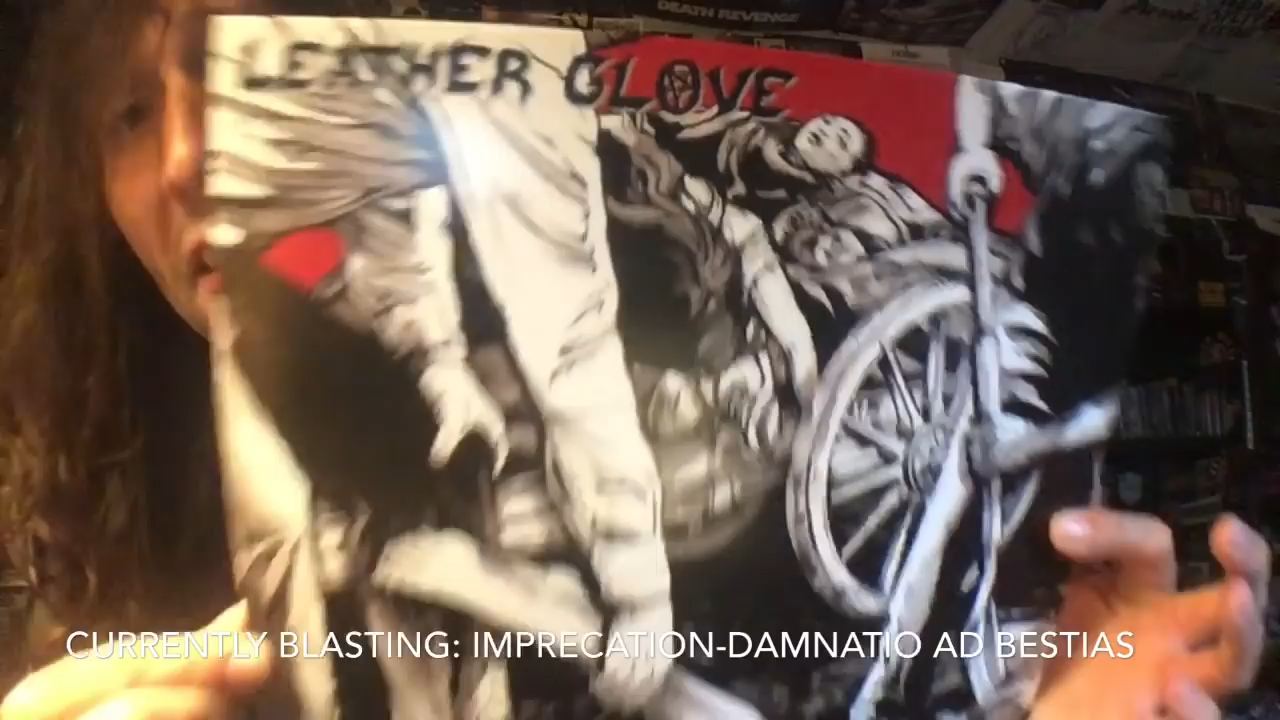 DEATH REVENGE
LEATHER GLOVE
CURRENTLY BLASTING: IMPRECATION-DAMNATIO AD BESTIAS